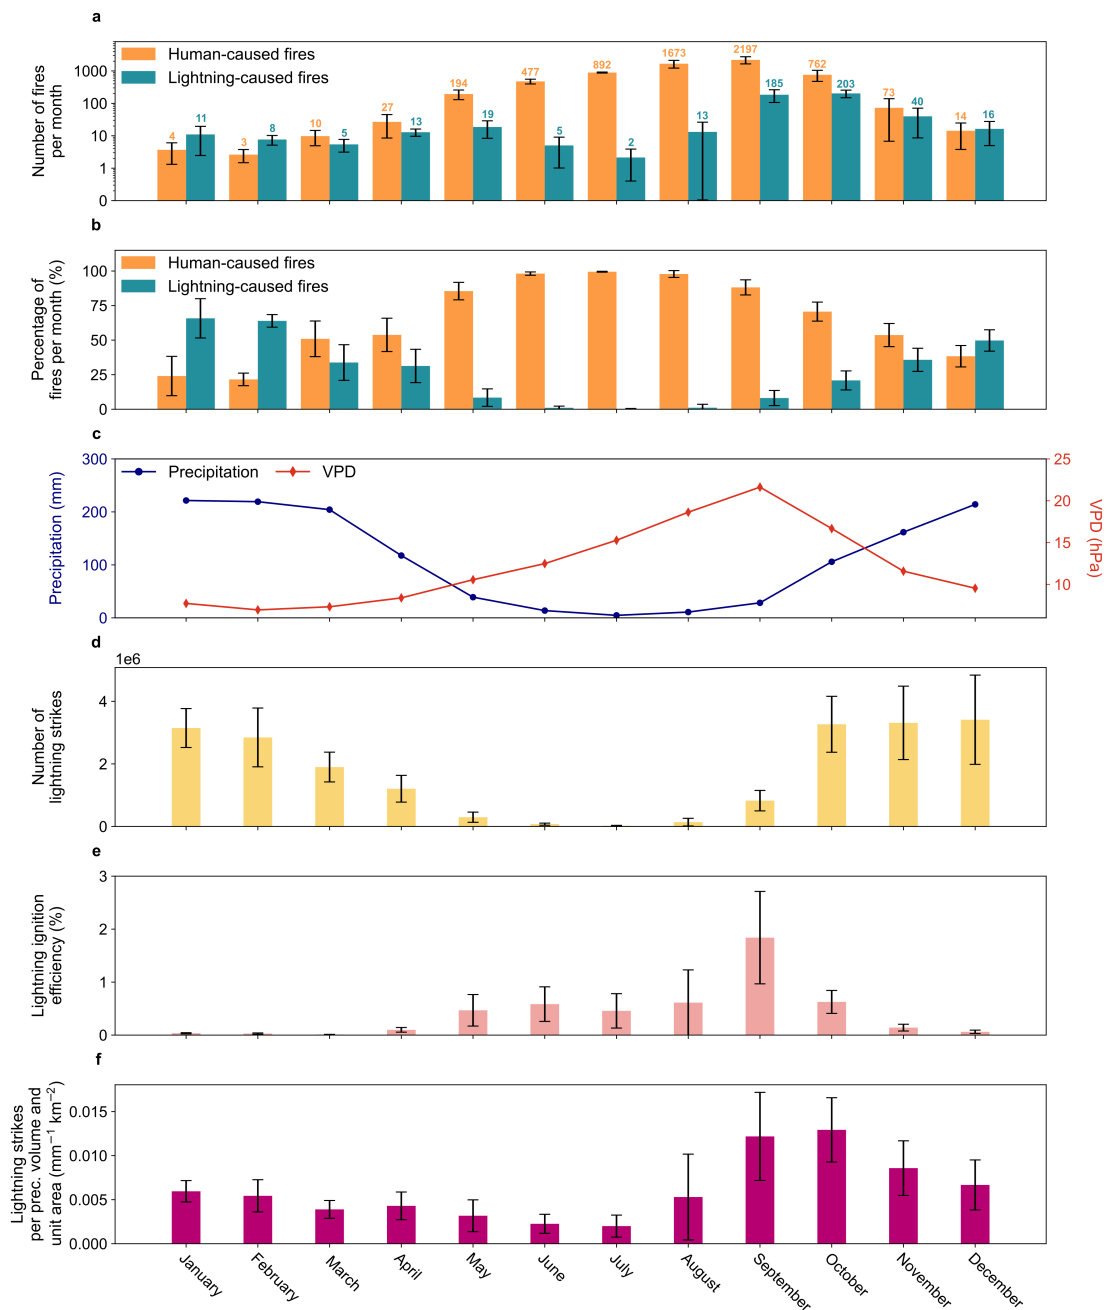 a
Human-caused fires
Lightning-caused fires
Number of fires
per month
1000
100
10
1
0
4 11 3 8 10 5 27 13 194 19 477 5 892 2 1673 13 2197 185 762 203 73 40 14 16
b
Human-caused fires
Lightning-caused fires
Percentage of
fires per month (%)
100
75
50
25
0
c
Precipitation
VPD
Precipitation (mm)
300
200
100
0
VPD (hPa)
25
20
15
10
d
1e6
Number of
lightning strikes
4
2
0
e
Lightning ignition
efficiency (%)
3
2
1
0
f
Lightning strikes
per prec. volume and
unit area (mm⁻¹ km⁻²)
0.015
0.010
0.005
0.000
January
February
March
April
May
June
July
August
September
October
November
December